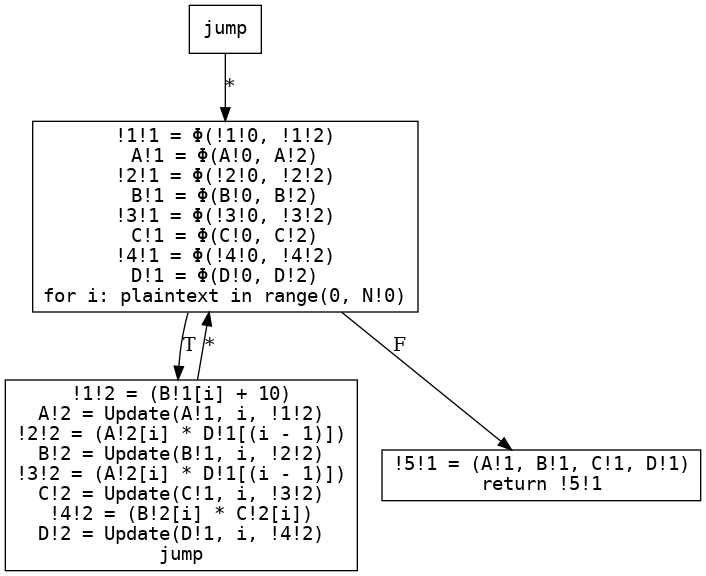 jump
*
!1!1 = Φ(!1!0, !1!2)
A!1 = Φ(A!0, A!2)
!2!1 = Φ(!2!0, !2!2)
B!1 = Φ(B!0, B!2)
!3!1 = Φ(!3!0, !3!2)
C!1 = Φ(C!0, C!2)
!4!1 = Φ(!4!0, !4!2)
D!1 = Φ(D!0, D!2)
for i: plaintext in range(0, N!0)
T * F
!1!2 = (B!1[i] + 10)
A!2 = Update(A!1, i, !1!2)
!2!2 = (A!2[i] * D!1[(i - 1)])
B!2 = Update(B!1, i, !2!2)
!3!2 = (A!2[i] * D!1[(i - 1)])
C!2 = Update(C!1, i, !3!2)
!4!2 = (B!2[i] * C!2[i])
D!2 = Update(D!1, i, !4!2)
jump
!5!1 = (A!1, B!1, C!1, D!1)
return !5!1